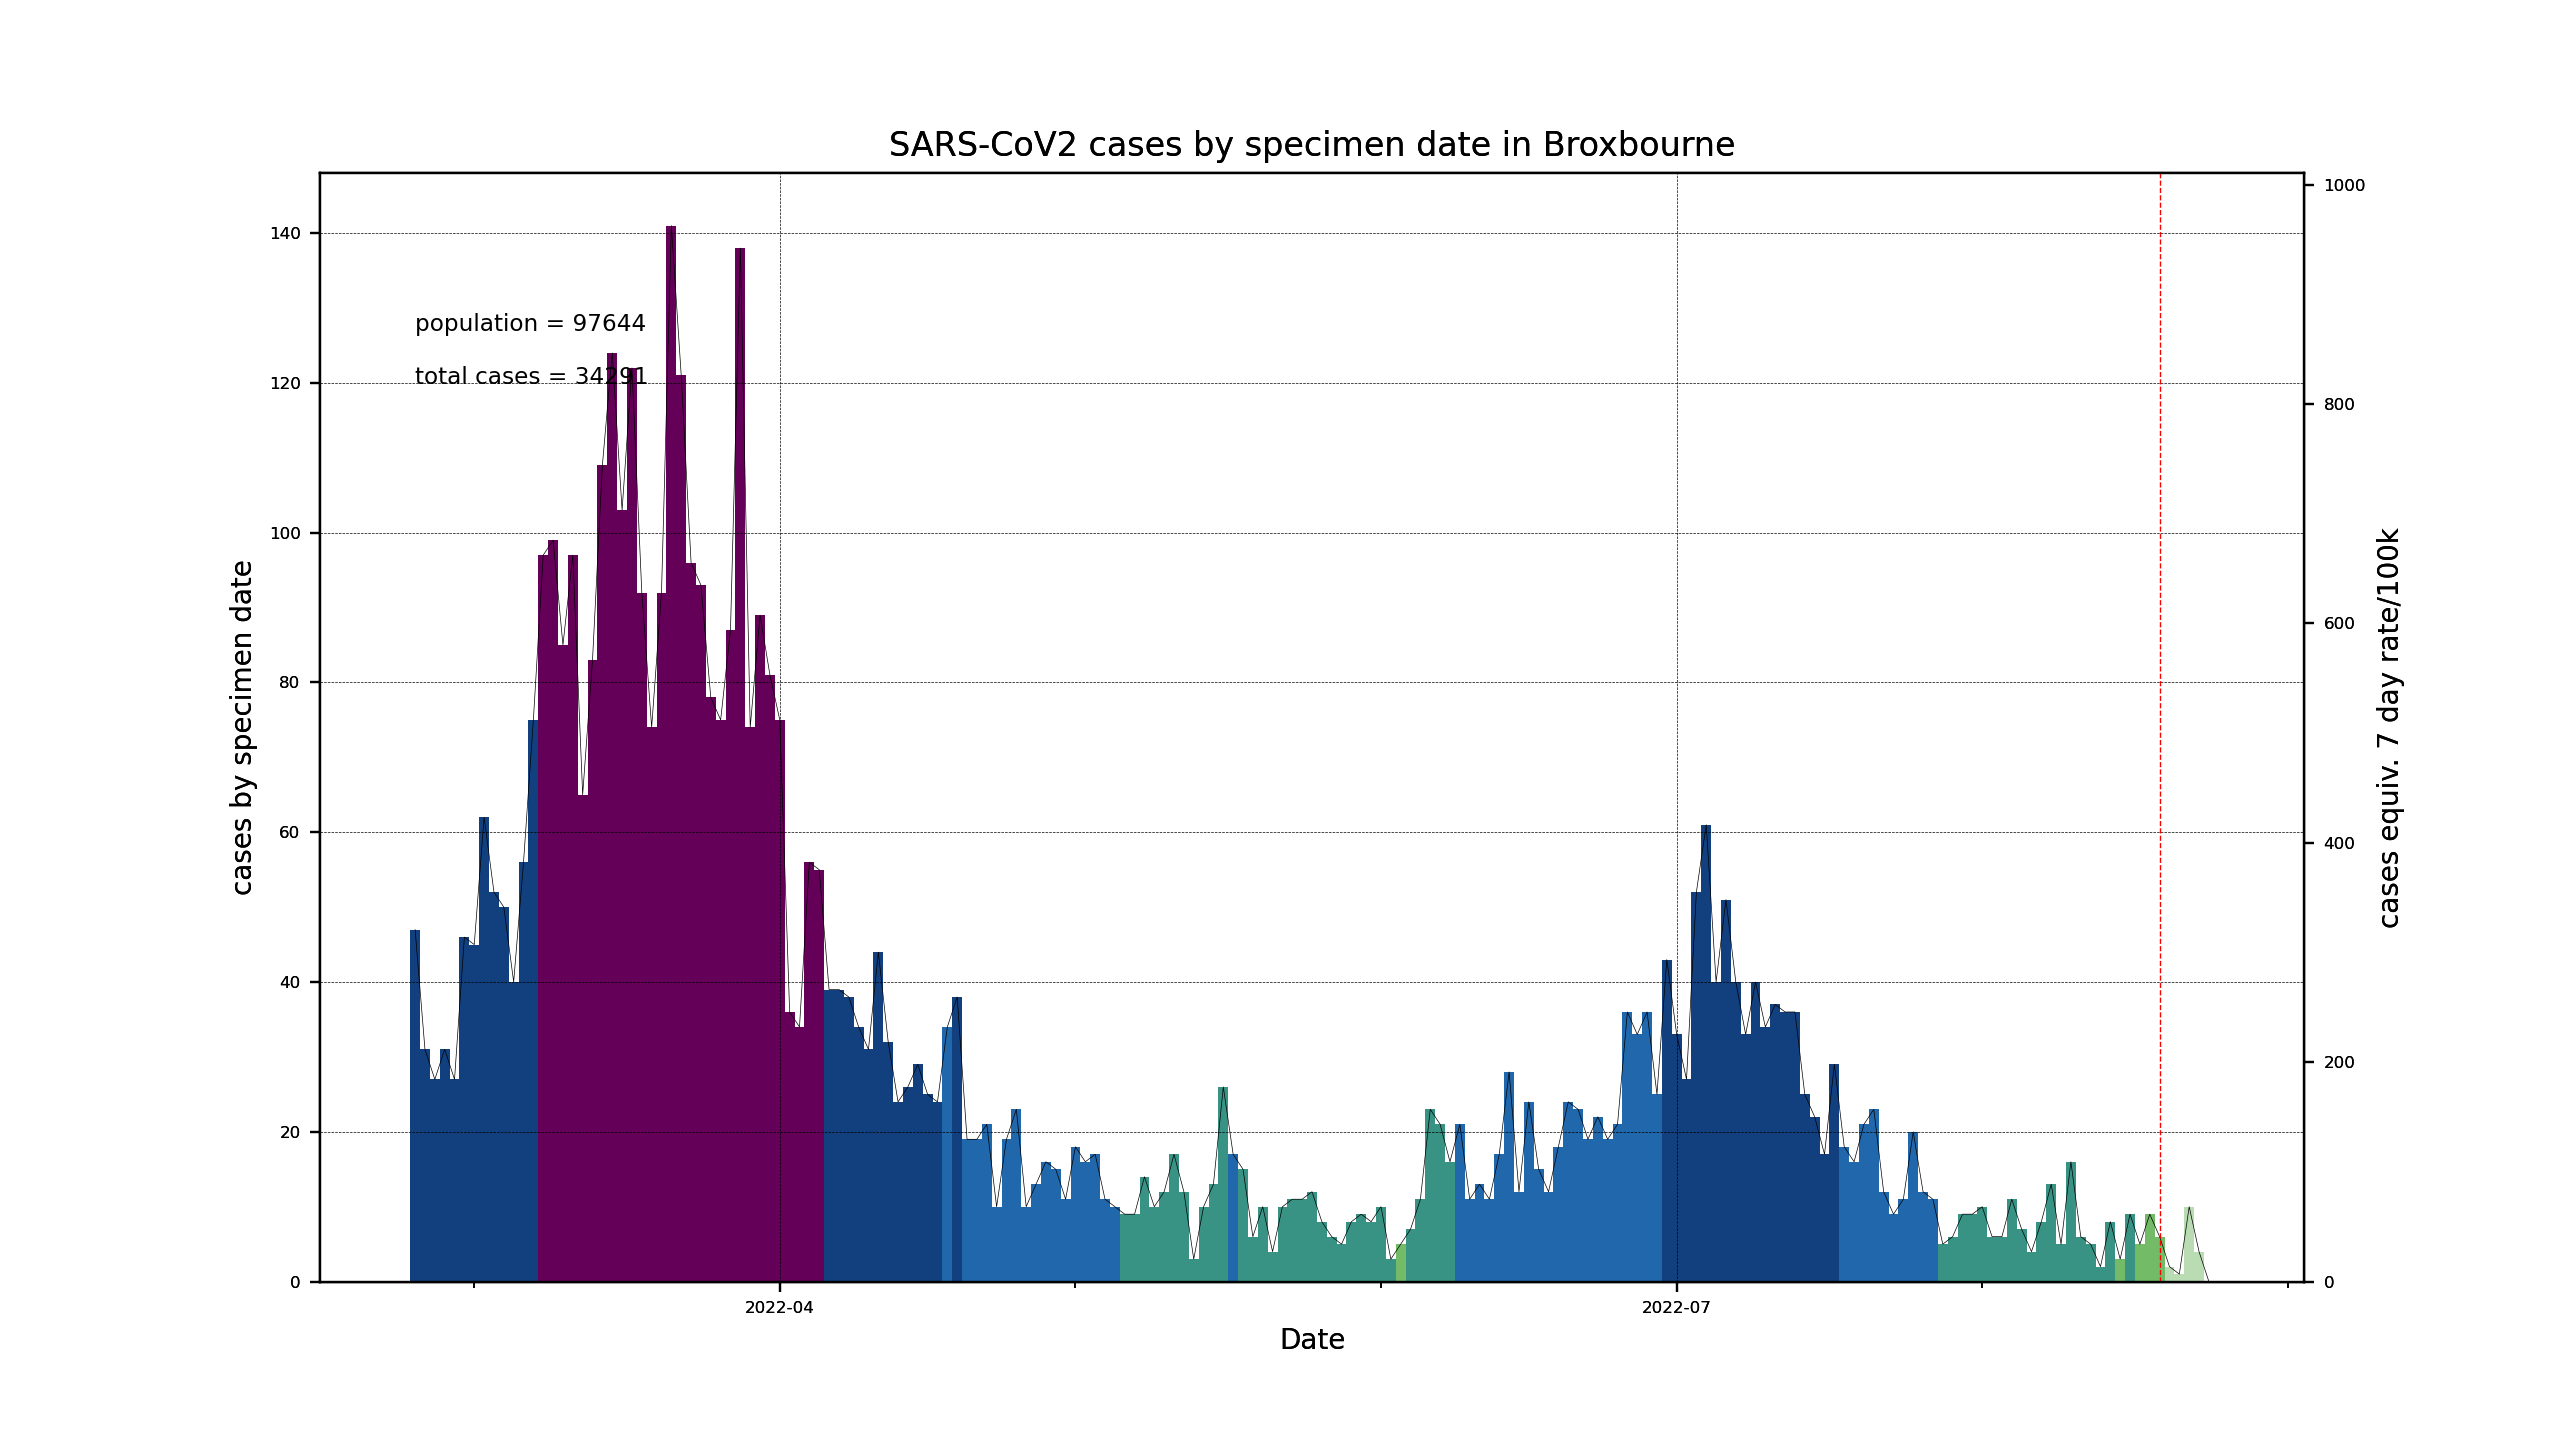 SARS-CoV2 cases by specimen date in Broxbourne
population = 97644
total cases = 34291
cases by specimen date
140
120
100
80
60
40
20
0
1000
800
600
400
200
0
cases equiv. 7 day rate/100k
2022-04
2022-07
Date